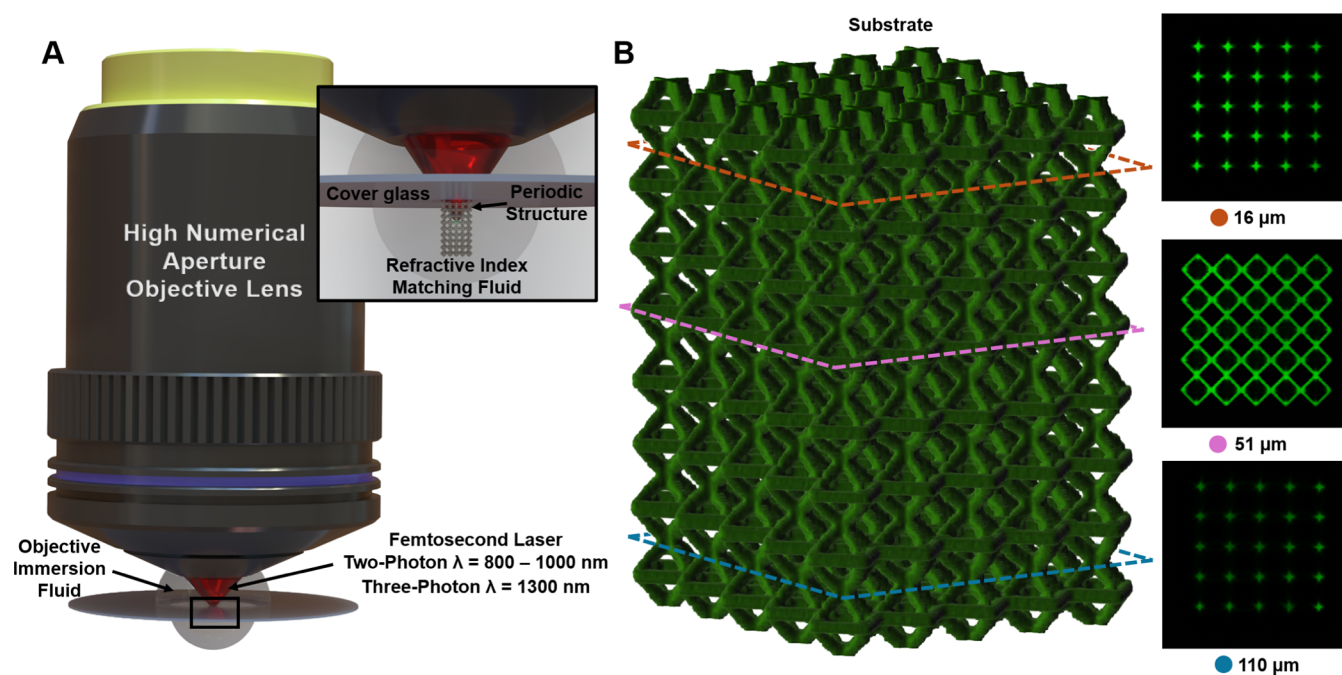 A
High Numerical
Aperture
Objective Lens
Cover glass
Periodic
Structure
Refractive Index
Matching Fluid
Objective
Immersion
Fluid
Femtosecond Laser
Two-Photon λ = 800 – 1000 nm
Three-Photon λ = 1300 nm
B
Substrate
16 µm
51 µm
110 µm